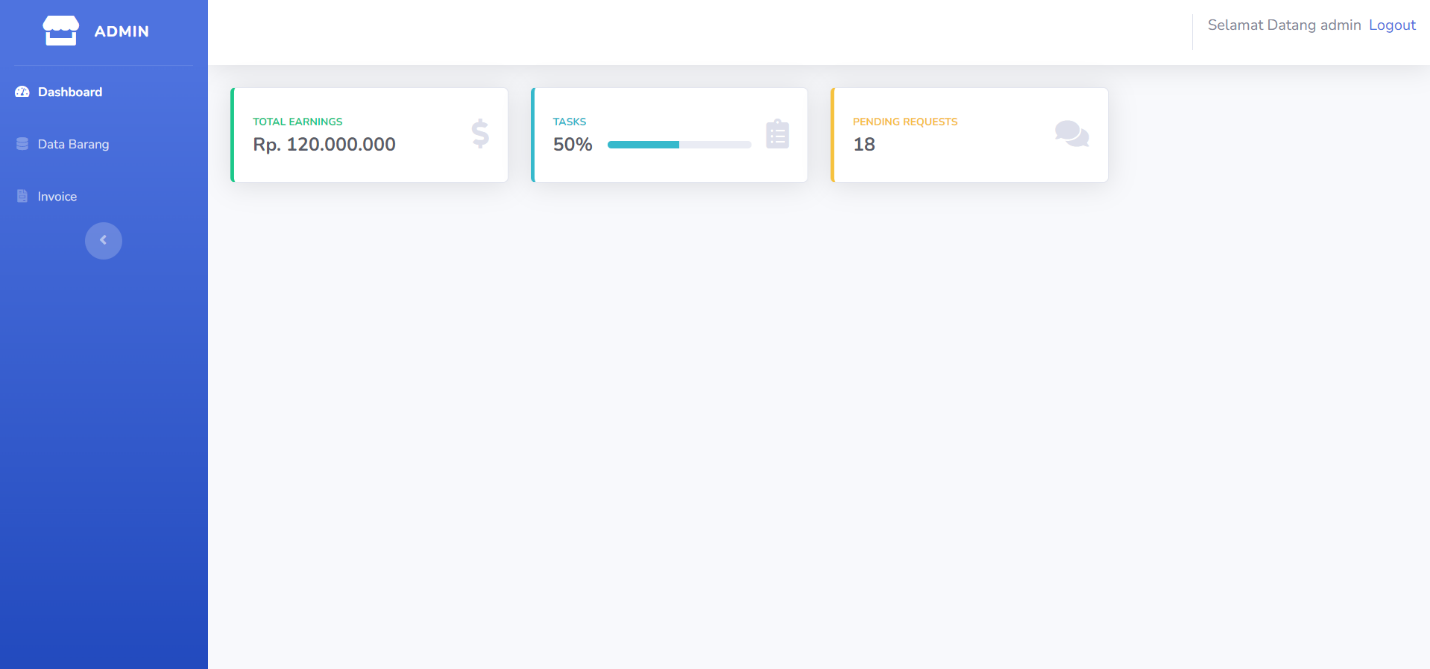 ADMIN
Selamat Datang admin Logout
Dashboard
Data Barang
Invoice
TOTAL EARNINGS
Rp. 120.000.000
TASKS
50%
PENDING REQUESTS
18